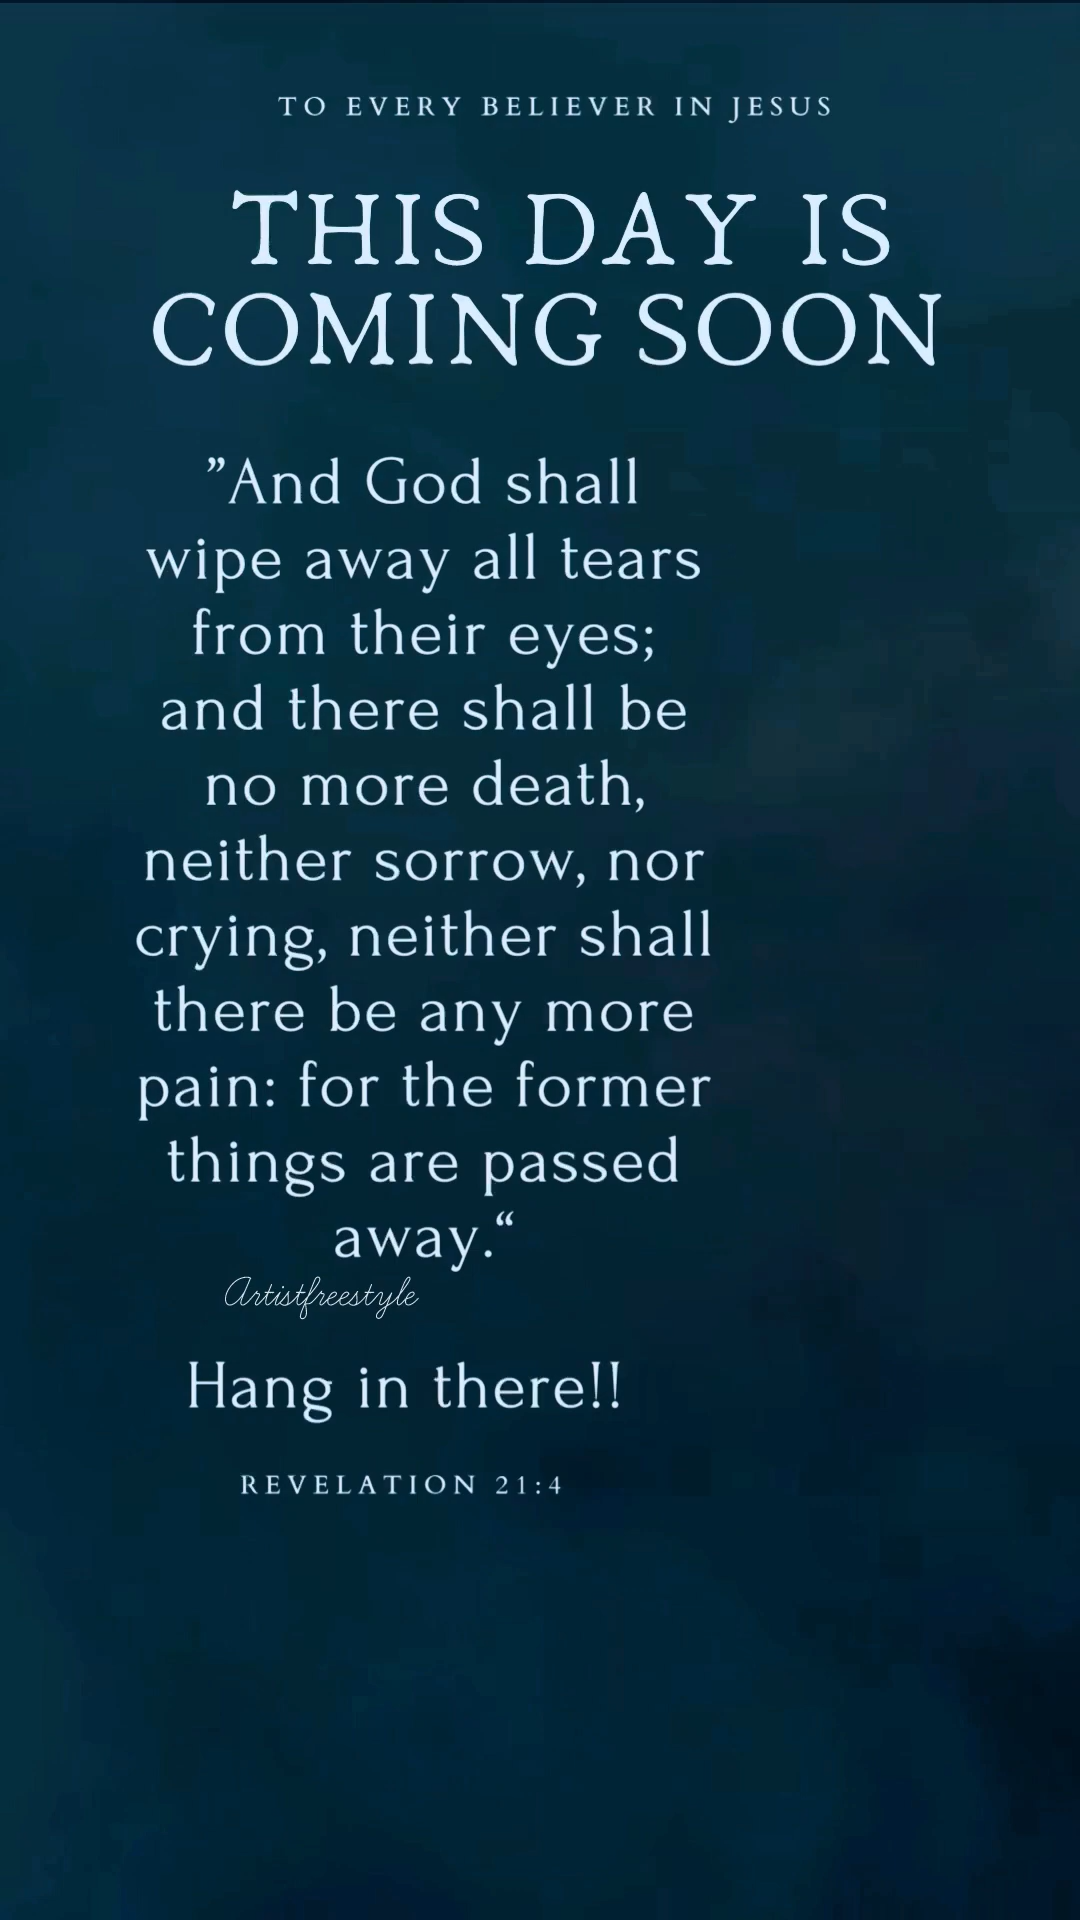 TO EVERY BELIEVER IN JESUS
THIS DAY IS
COMING SOON
”And God shall
wipe away all tears
from their eyes;
and there shall be
no more death,
neither sorrow, nor
crying, neither shall
there be any more
pain: for the former
things are passed
away.“
Artistfreestyle
Hang in there!!
REVELATION 21:4